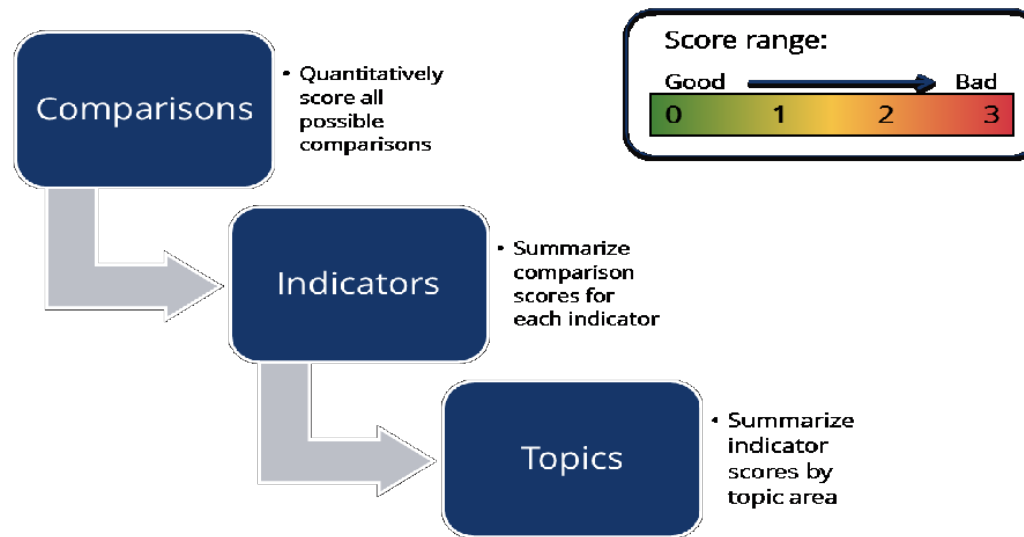 Comparisons
• Quantitatively
score all
possible
comparisons
Score range:
Good Bad
0 1 2 3
Indicators
• Summarize
comparison
scores for
each indicator
Topics
• Summarize
indicator
scores by
topic area